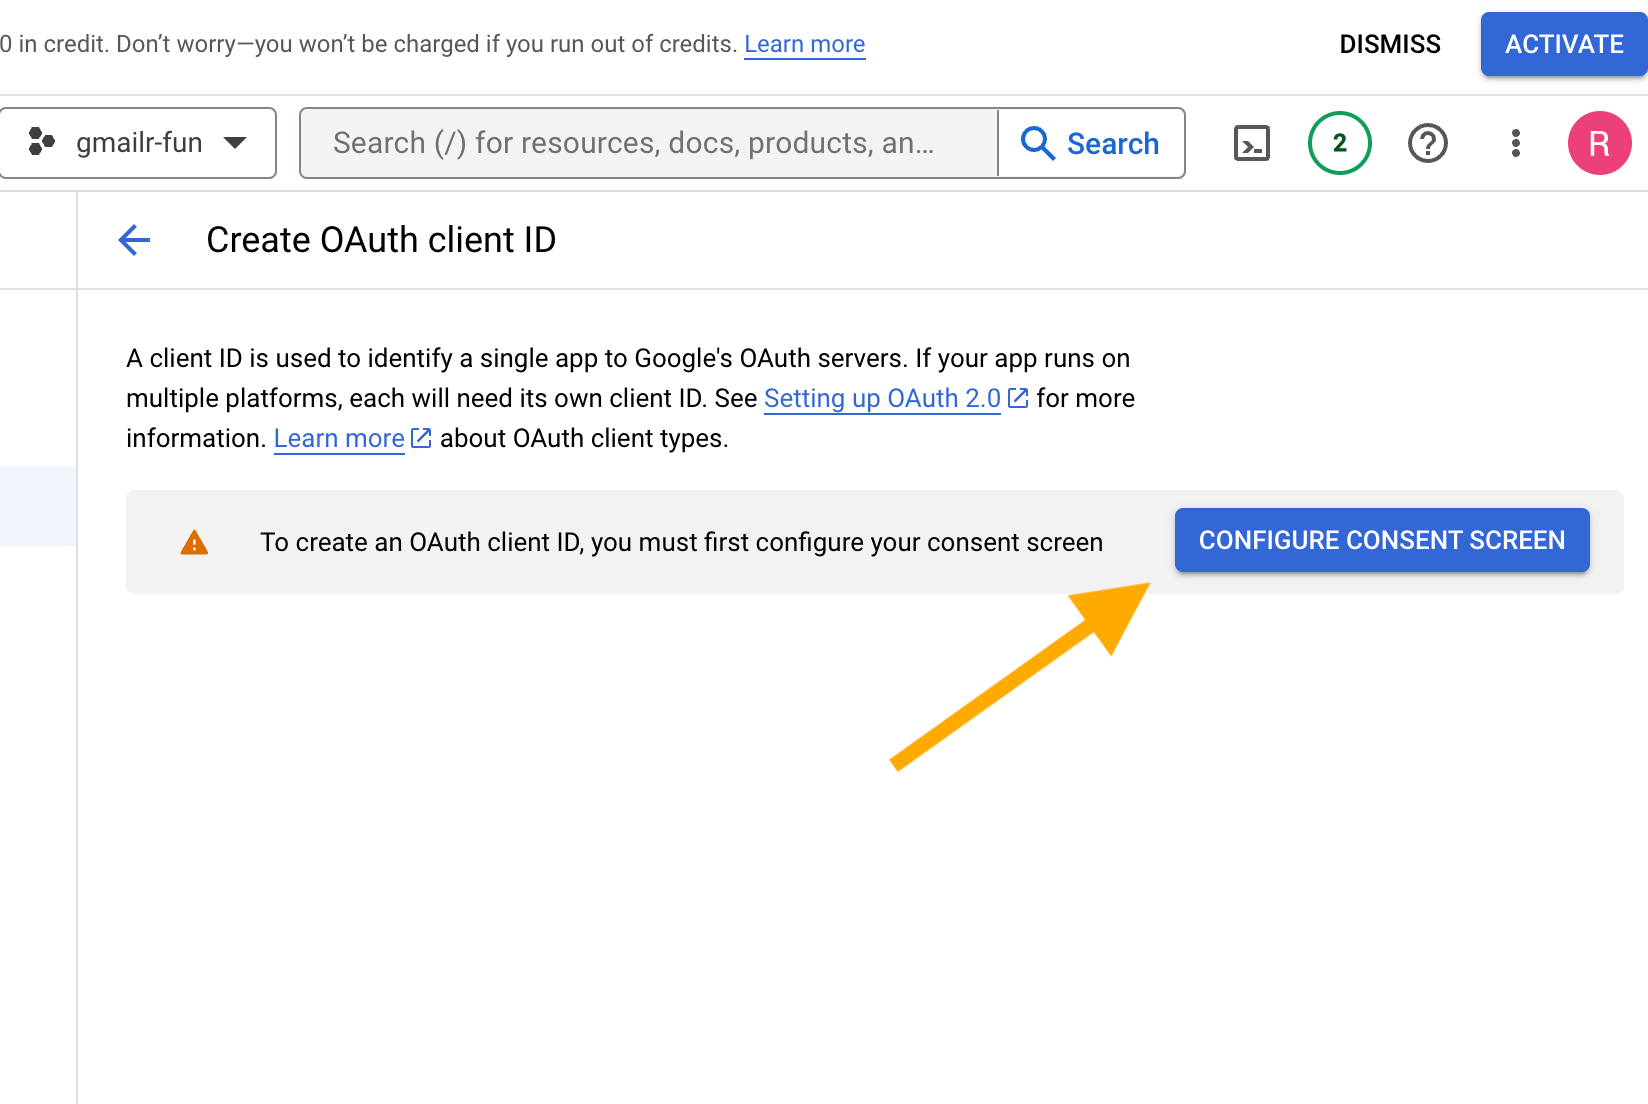 0 in credit. Don’t worry—you won’t be charged if you run out of credits. Learn more
DISMISS
ACTIVATE
gmailr-fun
Search (/) for resources, docs, products, an...
Search
2
R
Create OAuth client ID
A client ID is used to identify a single app to Google's OAuth servers. If your app runs on
multiple platforms, each will need its own client ID. See Setting up OAuth 2.0 for more
information. Learn more about OAuth client types.
To create an OAuth client ID, you must first configure your consent screen
CONFIGURE CONSENT SCREEN